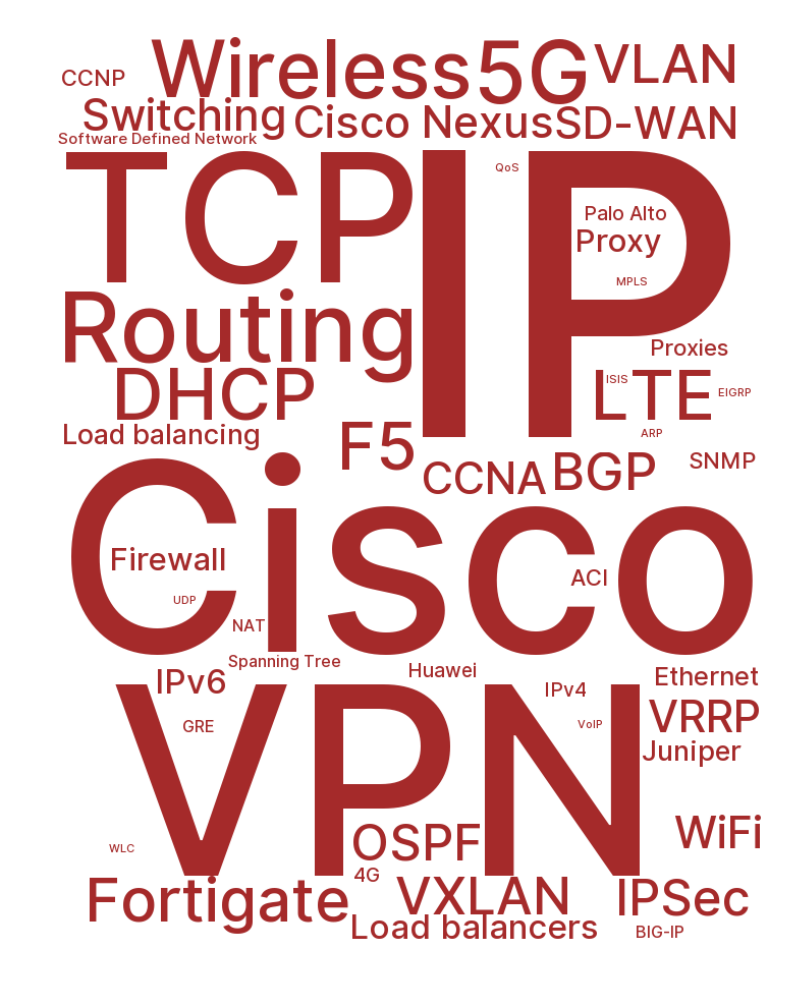 CCNP
Wireless
5G
VLAN
Switching
Cisco Nexus
SD-WAN
Software Defined Network
TCP
IP
QoS
Palo Alto
Proxy
MPLS
Routing
Proxies
DHCP
LTE
ISIS
EIGRP
ARP
Load balancing
F5
CCNA
BGP
SNMP
Cisco
Firewall
ACI
UDP
NAT
Spanning Tree
Huawei
IPv6
IPv4
Ethernet
VPN
GRE
VoIP
VRRP
Juniper
OSPF
WiFi
WLC
4G
Fortigate
VXLAN
IPSec
Load balancers
BIG-IP